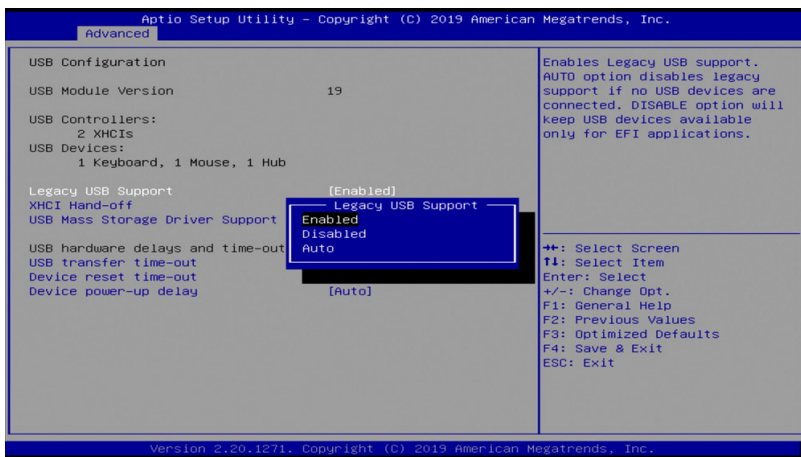 Aptio Setup Utility – Copyright (C) 2019 American Megatrends, Inc.
Advanced
USB Configuration
USB Module Version 19
USB Controllers:
2 XHCIs
USB Devices:
1 Keyboard, 1 Mouse, 1 Hub
Legacy USB Support [Enabled]
XHCI Hand-off
USB Mass Storage Driver Support
USB hardware delays and time-out
USB transfer time-out
Device reset time-out
Device power-up delay [Auto]
Legacy USB Support
Enabled
Disabled
Auto
Enables Legacy USB support.
AUTO option disables legacy
support if no USB devices are
connected. DISABLE option will
keep USB devices available
only for EFI applications.
→←: Select Screen
↑↓: Select Item
Enter: Select
+/-: Change Opt.
F1: General Help
F2: Previous Values
F3: Optimized Defaults
F4: Save & Exit
ESC: Exit
Version 2.20.1271. Copyright (C) 2019 American Megatrends, Inc.